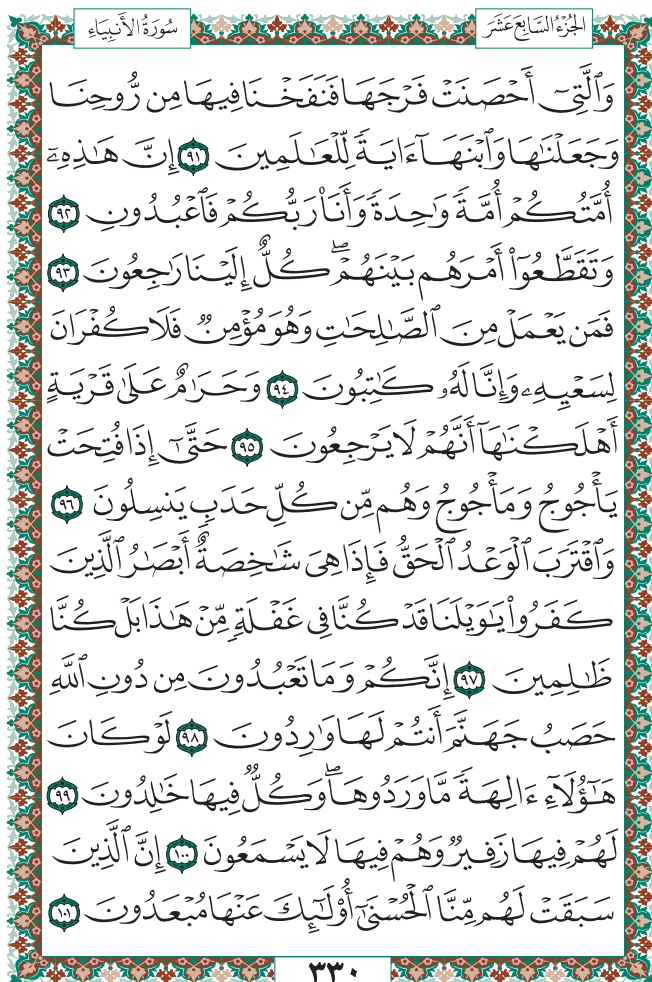 الجُزْءُ السَّابِعَ عَشَرَ
سُورَةُ الأَنبِيَاءِ
وَٱلَّتِيٓ أَحۡصَنَتۡ فَرۡجَهَا فَنَفَخۡنَا فِيهَا مِن رُّوحِنَا
وَجَعَلۡنَٰهَا وَٱبۡنَهَآ ءَايَةٗ لِّلۡعَٰلَمِينَ ٩١ إِنَّ هَٰذِهِۦٓ
أُمَّتُكُمۡ أُمَّةٗ وَٰحِدَةٗ وَأَنَا۠ رَبُّكُمۡ فَٱعۡبُدُونِ ٩٢
وَتَقَطَّعُوٓاْ أَمۡرَهُم بَيۡنَهُمۡۖ كُلٌّ إِلَيۡنَا رَٰجِعُونَ ٩٣
فَمَن يَعۡمَلۡ مِنَ ٱلصَّٰلِحَٰتِ وَهُوَ مُؤۡمِنٞ فَلَا كُفۡرَانَ
لِسَعۡيِهِۦ وَإِنَّا لَهُۥ كَٰتِبُونَ ٩٤ وَحَرَٰمٌ عَلَىٰ قَرۡيَةٍ
أَهۡلَكۡنَٰهَآ أَنَّهُمۡ لَا يَرۡجِعُونَ ٩٥ حَتَّىٰٓ إِذَا فُتِحَتۡ
يَأۡجُوجُ وَمَأۡجُوجُ وَهُم مِّن كُلِّ حَدَبٖ يَنسِلُونَ ٩٦
وَٱقۡتَرَبَ ٱلۡوَعۡدُ ٱلۡحَقُّ فَإِذَا هِيَ شَٰخِصَةٌ أَبۡصَٰرُ ٱلَّذِينَ
كَفَرُواْ يَٰوَيۡلَنَا قَدۡ كُنَّا فِي غَفۡلَةٖ مِّنۡ هَٰذَا بَلۡ كُنَّا
ظَٰلِمِينَ ٩٧ إِنَّكُمۡ وَمَا تَعۡبُدُونَ مِن دُونِ ٱللَّهِ
حَصَبُ جَهَنَّمَ أَنتُمۡ لَهَا وَٰرِدُونَ ٩٨ لَوۡ كَانَ
هَٰٓؤُلَآءِ ءَالِهَةٗ مَّا وَرَدُوهَاۖ وَكُلّٞ فِيهَا خَٰلِدُونَ ٩٩
لَهُمۡ فِيهَا زَفِيرٞ وَهُمۡ فِيهَا لَا يَسۡمَعُونَ ١٠٠ إِنَّ ٱلَّذِينَ
سَبَقَتۡ لَهُم مِّنَّا ٱلۡحُسۡنَىٰٓ أُوْلَٰٓئِكَ عَنۡهَا مُبۡعَدُونَ ١٠١
٣٣٠